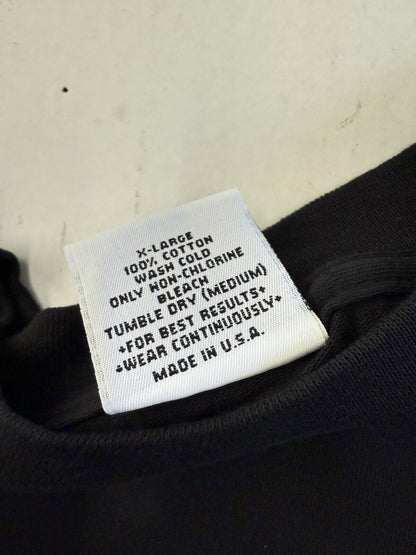 X-LARGE
100% COTTON
WASH COLD
ONLY NON-CHLORINE
BLEACH
TUMBLE DRY (MEDIUM)
*FOR BEST RESULTS*
*WEAR CONTINUOUSLY*
MADE IN U.S.A.